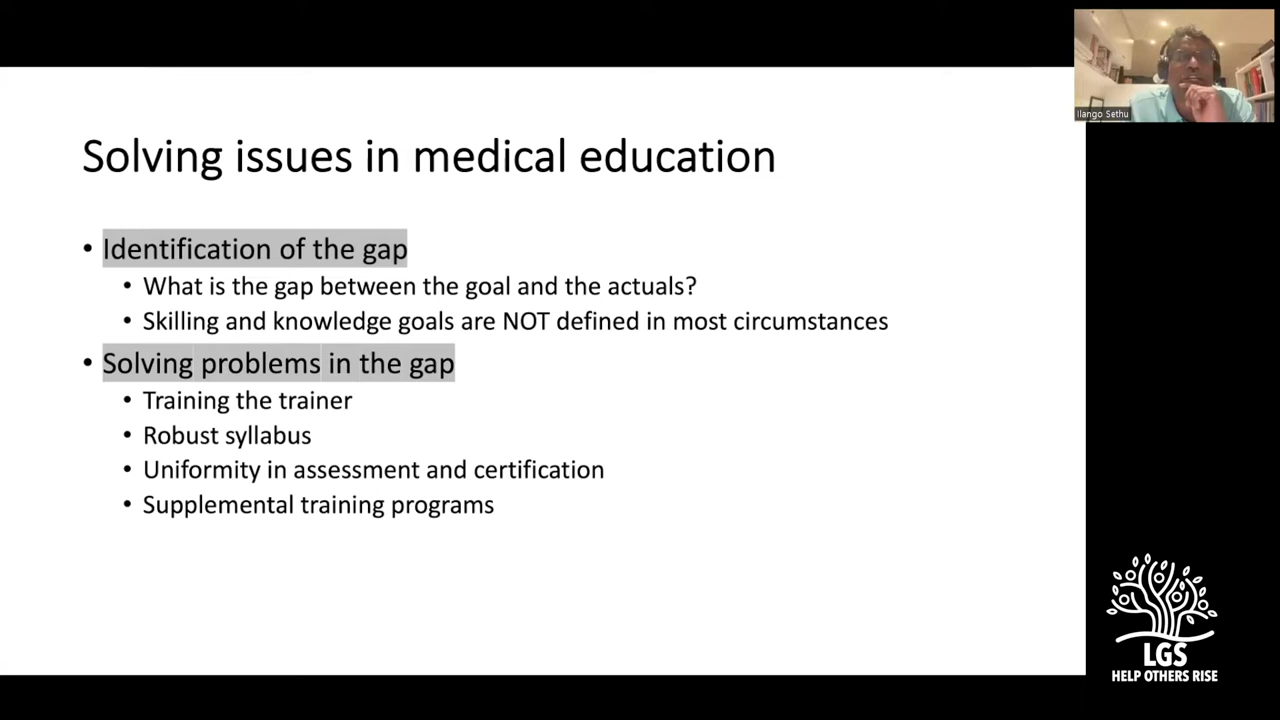 Solving issues in medical education
• Identification of the gap
• What is the gap between the goal and the actuals?
• Skilling and knowledge goals are NOT defined in most circumstances
• Solving problems in the gap
• Training the trainer
• Robust syllabus
• Uniformity in assessment and certification
• Supplemental training programs
Ilango Sethu
LGS
HELP OTHERS RISE